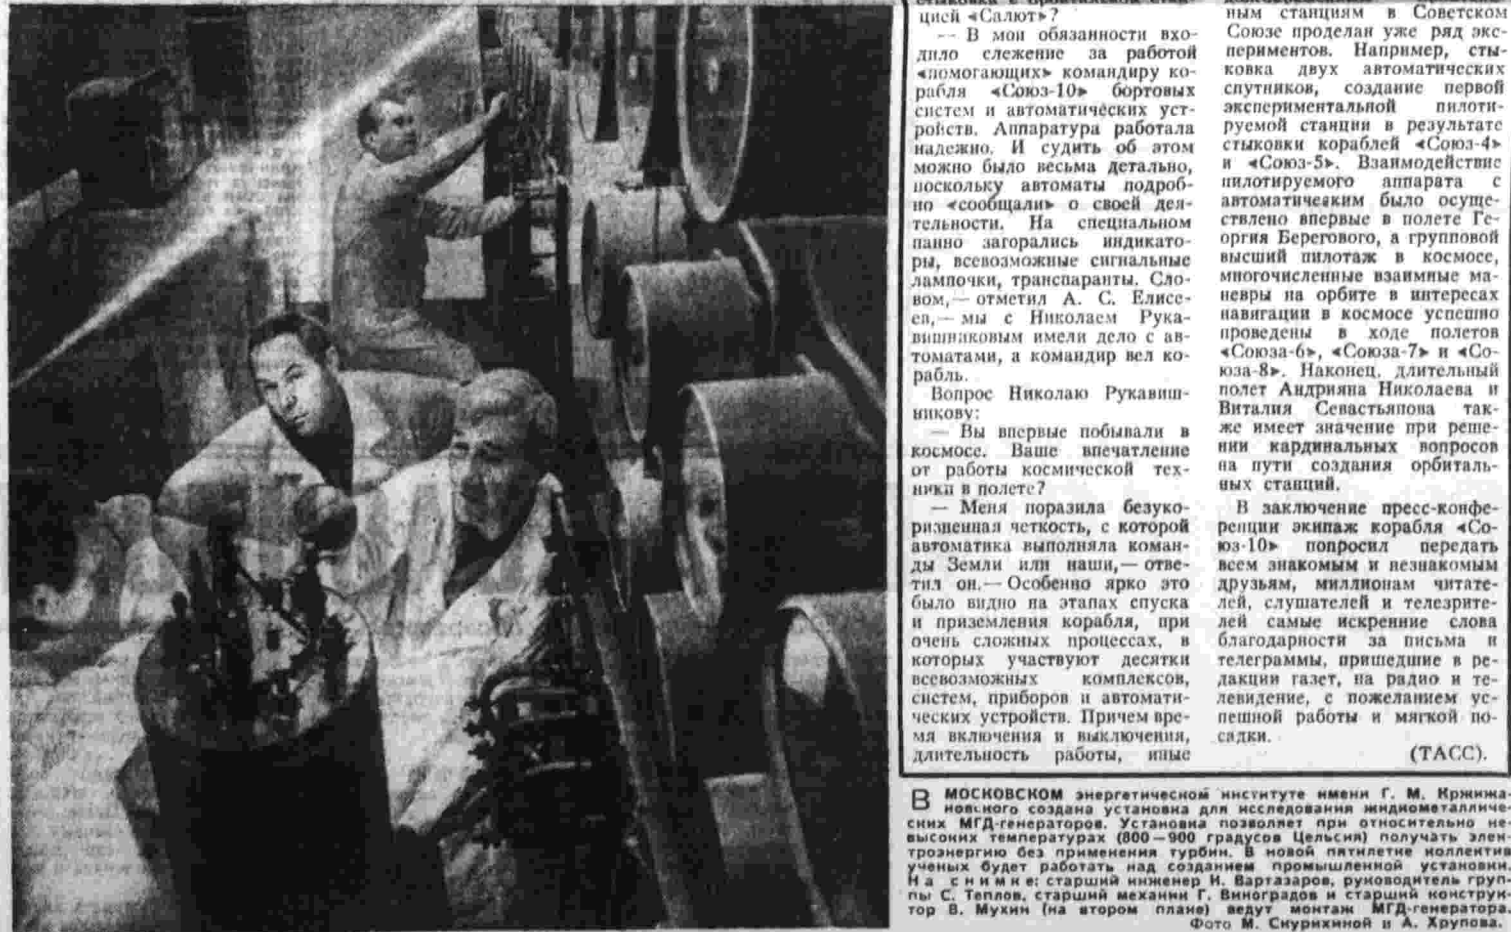 цией «Салют»?
— В мои обязанности вхо-
дило слежение за работой
«помогающих» командиру ко-
рабля «Союз-10» бортовых
систем и автоматических уст-
ройств. Аппаратура работала
надежно. И судить об этом
можно было весьма детально,
поскольку автоматы подроб-
но «сообщали» о своей дея-
тельности. На специальном
панно загорались индикато-
ры, всевозможные сигнальные
лампочки, транспаранты. Сло-
вом,— отметил А. С. Елисе-
ев,— мы с Николаем Рука-
вишниковым имели дело с ав-
томатами, а командир вел ко-
рабль.
Вопрос Николаю Рукавиш-
никову:
— Вы впервые побывали в
космосе. Ваше впечатление
от работы космической тех-
ники в полете?
— Меня поразила безуко-
ризненная четкость, с которой
автоматика выполняла коман-
ды Земли или наши,— отве-
тил он.— Особенно ярко это
было видно на этапах спуска
и приземления корабля, при
очень сложных процессах, в
которых участвуют десятки
всевозможных комплексов,
систем, приборов и автомати-
ческих устройств. Причем вре-
мя включения и выключения,
длительность работы, иные
ным станциям в Советском
Союзе проделан уже ряд экс-
периментов. Например, сты-
ковка двух автоматических
спутников, создание первой
экспериментальной пилоти-
руемой станции в результате
стыковки кораблей «Союз-4»
и «Союз-5». Взаимодействие
пилотируемого аппарата с
автоматическим было осуще-
ствлено впервые в полете Ге-
оргия Берегового, а групповой
высший пилотаж в космосе,
многочисленные взаимные ма-
невры на орбите в интересах
навигации в космосе успешно
проведены в ходе полетов
«Союза-6», «Союза-7» и «Со-
юза-8». Наконец, длительный
полет Андрияна Николаева и
Виталия Севастьянова так-
же имеет значение при реше-
нии кардинальных вопросов
на пути создания орбиталь-
ных станций.
В заключение пресс-конфе-
ренции экипаж корабля «Со-
юз-10» попросил передать
всем знакомым и незнакомым
друзьям, миллионам читате-
лей, слушателей и телезрите-
лей самые искренние слова
благодарности за письма и
телеграммы, пришедшие в ре-
дакции газет, на радио и те-
левидение, с пожеланием ус-
пешной работы и мягкой по-
садки.
(ТАСС).
В МОСКОВСКОМ энергетическом институте имени Г. М. Кржижа-
новского создана установка для исследования жидкометалличе-
ских МГД-генераторов. Установка позволяет при относительно не-
высоких температурах (800—900 градусов Цельсия) получать элек-
троэнергию без применения турбин. В новой пятилетке коллектив
ученых будет работать над созданием промышленной установки.
На снимке: старший инженер И. Вартазаров, руководитель груп-
пы С. Теплов, старший механик Г. Виноградов и старший конструк-
тор В. Мухин (на втором плане) ведут монтаж МГД-генератора.
Фото М. Скурихиной и А. Хрупова.